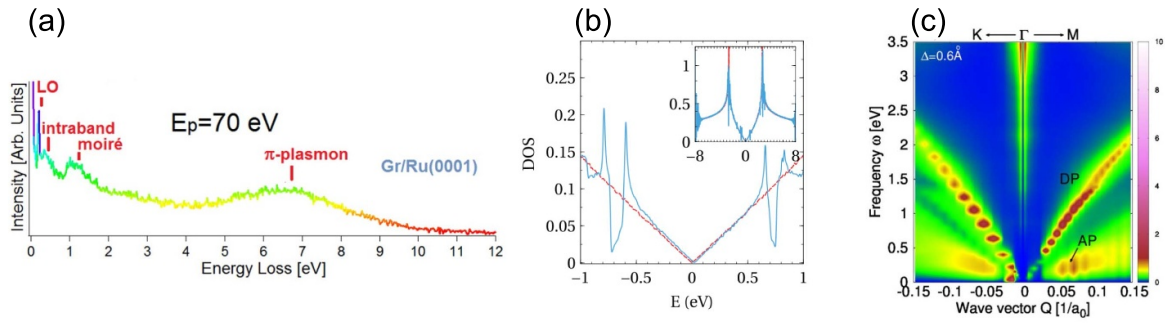 (a)
LO
intraband
moiré
Ep=70 eV
π-plasmon
Gr/Ru(0001)
Intensity [Arb. Units]
0 1 2 3 4 5 6 7 8 9 10 11 12
Energy Loss [eV]
(b)
DOS
0.2
0.15
0.1
0.05
0
−1 −0.5 0 0.5 1
E (eV)
1
0.5
0
−8 0 8
(c)
K ← Γ → M
Δ=0.6Å
DP
AP
Frequency ω [eV]
3.5
3
2.5
2
1.5
1
0.5
0
-0.15 -0.1 -0.05 0 0.05 0.1 0.15
Wave vector Q [1/a0]
10
8
6
4
2
0